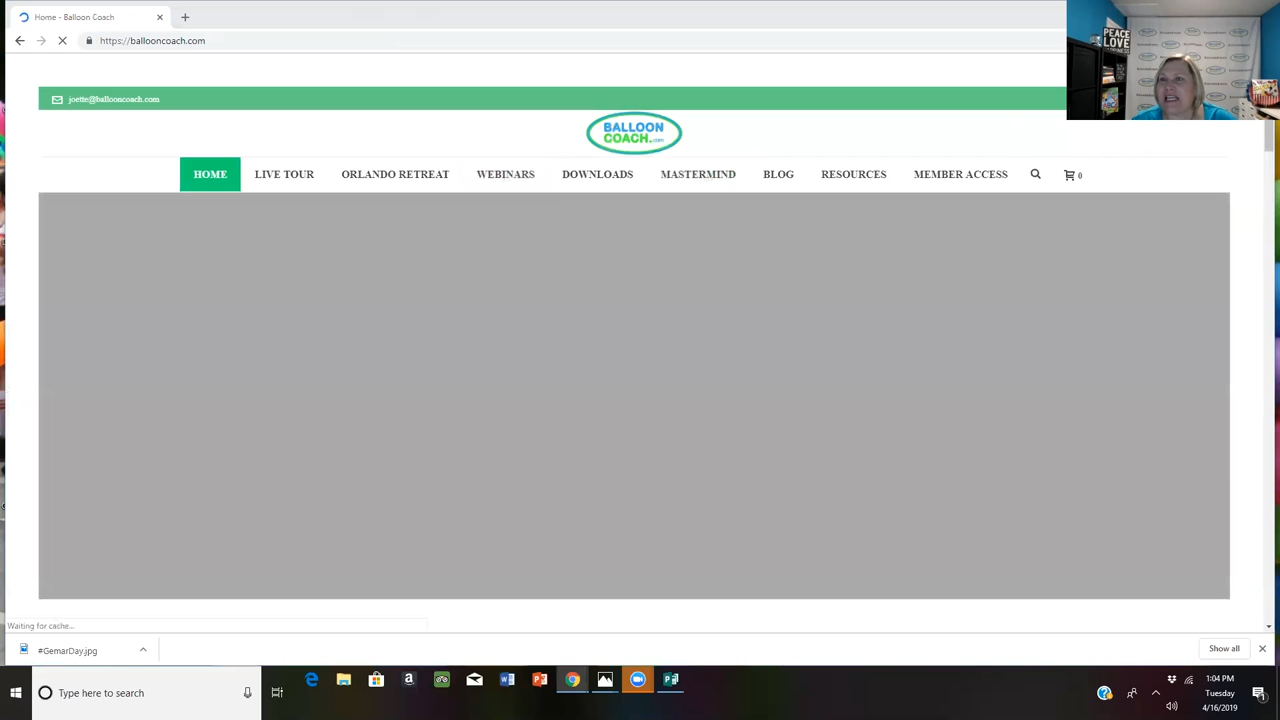 Home - Balloon Coach
https://ballooncoach.com
PEACE
LOVE
joette@ballooncoach.com
BALLOON
COACH.com
HOME
LIVE TOUR
ORLANDO RETREAT
WEBINARS
DOWNLOADS
MASTERMIND
BLOG
RESOURCES
MEMBER ACCESS
0
Waiting for cache...
#GemarDay.jpg
Show all
Type here to search
1:04 PM
Tuesday
4/16/2019